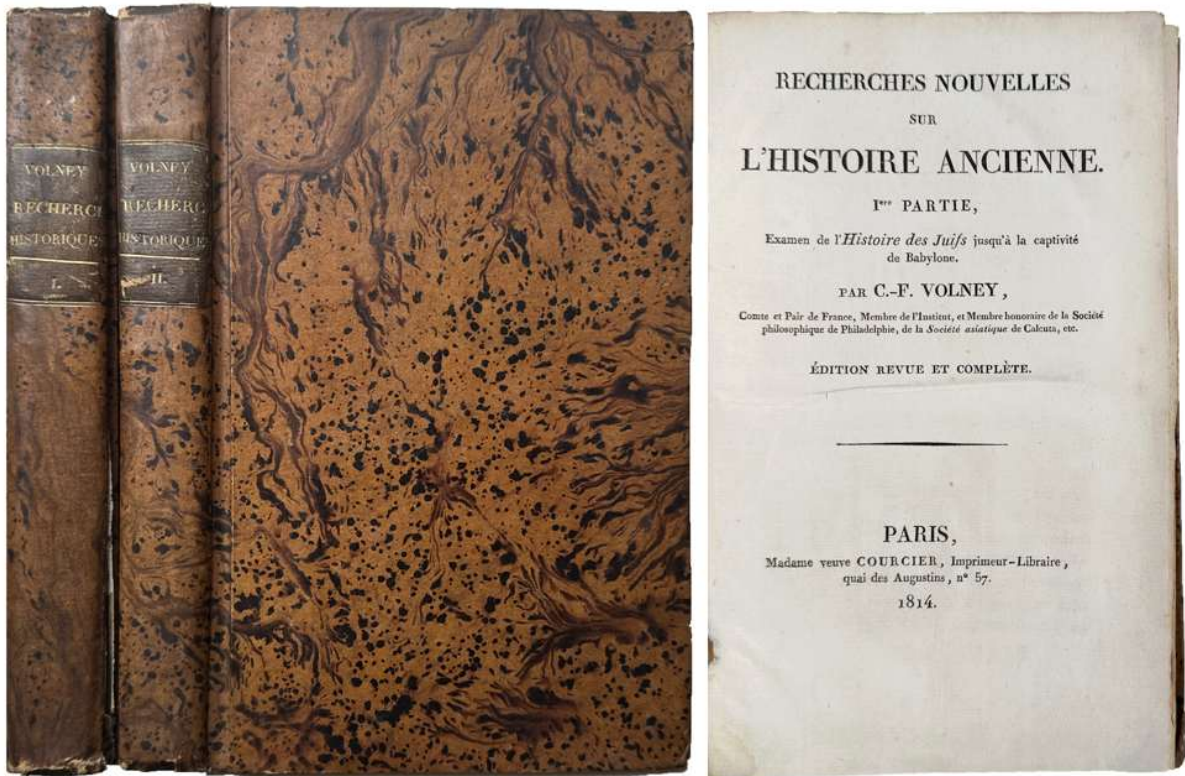 VOLNEY
RECHERC
HISTORIQUES
I.
VOLNEY
RECHERC
HISTORIQUE
II.
RECHERCHES NOUVELLES
SUR
L'HISTOIRE ANCIENNE.
Iere PARTIE,
Examen de l'Histoire des Juifs jusqu'à la captivité
de Babylone.
PAR C.-F. VOLNEY,
Comte et Pair de France, Membre de l'Institut, et Membre honoraire de la Société
philosophique de Philadelphie, de la Société asiatique de Calcuta, etc.
ÉDITION REVUE ET COMPLÈTE.
PARIS,
Madame veuve COURCIER, Imprimeur-Libraire,
quai des Augustins, n° 57.
1814.